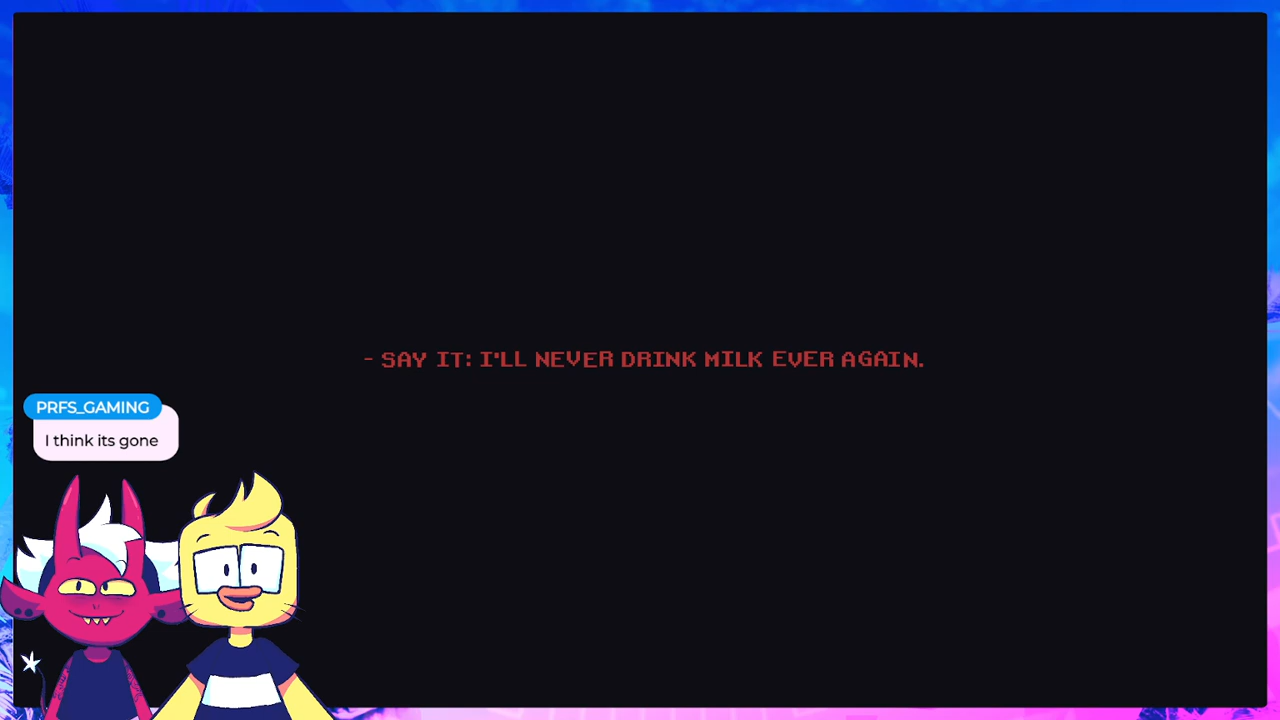 - SAY IT: I'LL NEVER DRINK MILK EVER AGAIN.
PRFS_GAMING
I think its gone